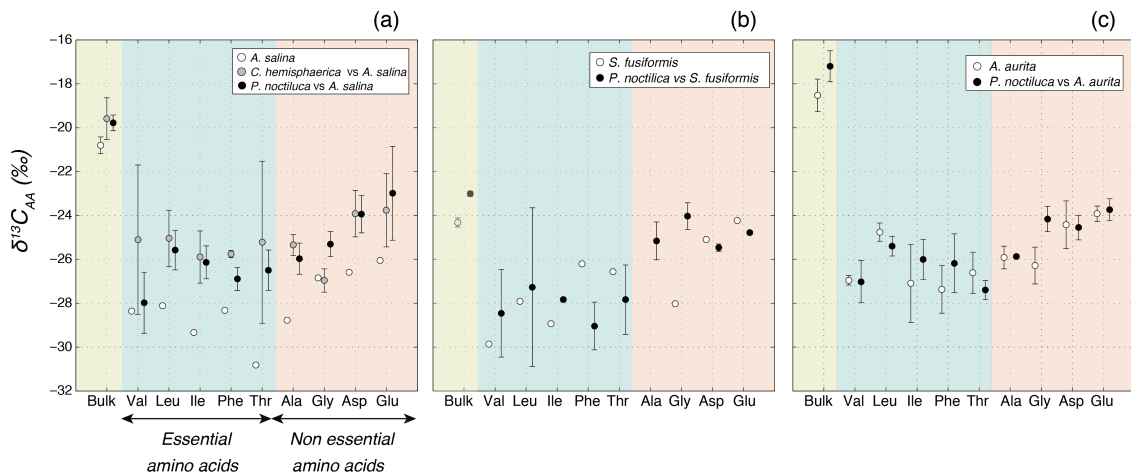 (a)
(b)
(c)
δ¹³C_AA (‰)
−16
−18
−20
−22
−24
−26
−28
−30
−32
A. salina
C. hemisphaerica vs A. salina
P. noctiluca vs A. salina
S. fusiformis
P. noctilica vs S. fusiformis
A. aurita
P. noctiluca vs A. aurita
Bulk Val Leu Ile Phe Thr Ala Gly Asp Glu
Bulk Val Leu Ile Phe Thr Ala Gly Asp Glu
Bulk Val Leu Ile Phe Thr Ala Gly Asp Glu
Essential
amino acids
Non essential
amino acids